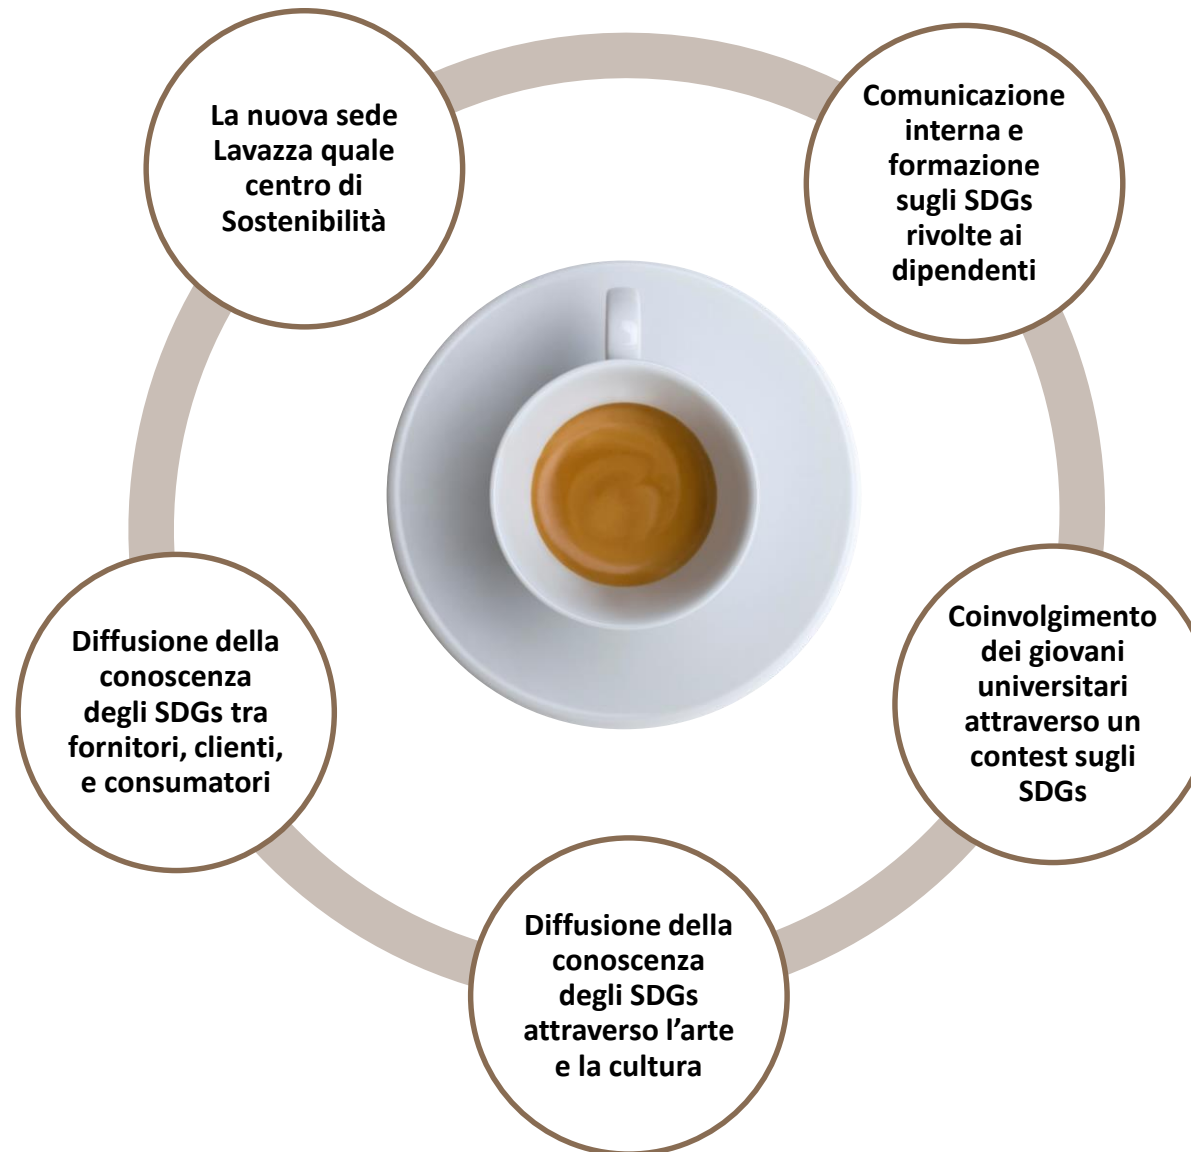 La nuova sede
Lavazza quale
centro di
Sostenibilità
Comunicazione
interna e
formazione
sugli SDGs
rivolte ai
dipendenti
Coinvolgimento
dei giovani
universitari
attraverso un
contest sugli
SDGs
Diffusione della
conoscenza
degli SDGs
attraverso l’arte
e la cultura
Diffusione della
conoscenza
degli SDGs tra
fornitori, clienti,
e consumatori